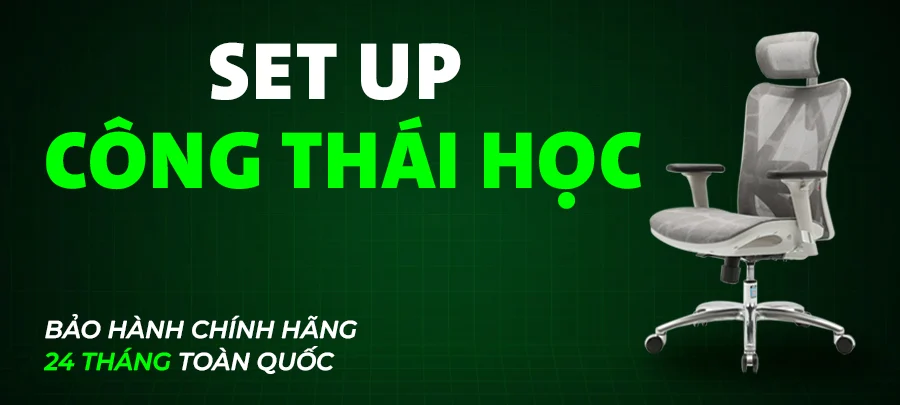 SET UP
CÔNG THÁI HỌC
BẢO HÀNH CHÍNH HÃNG
24 THÁNG TOÀN QUỐC